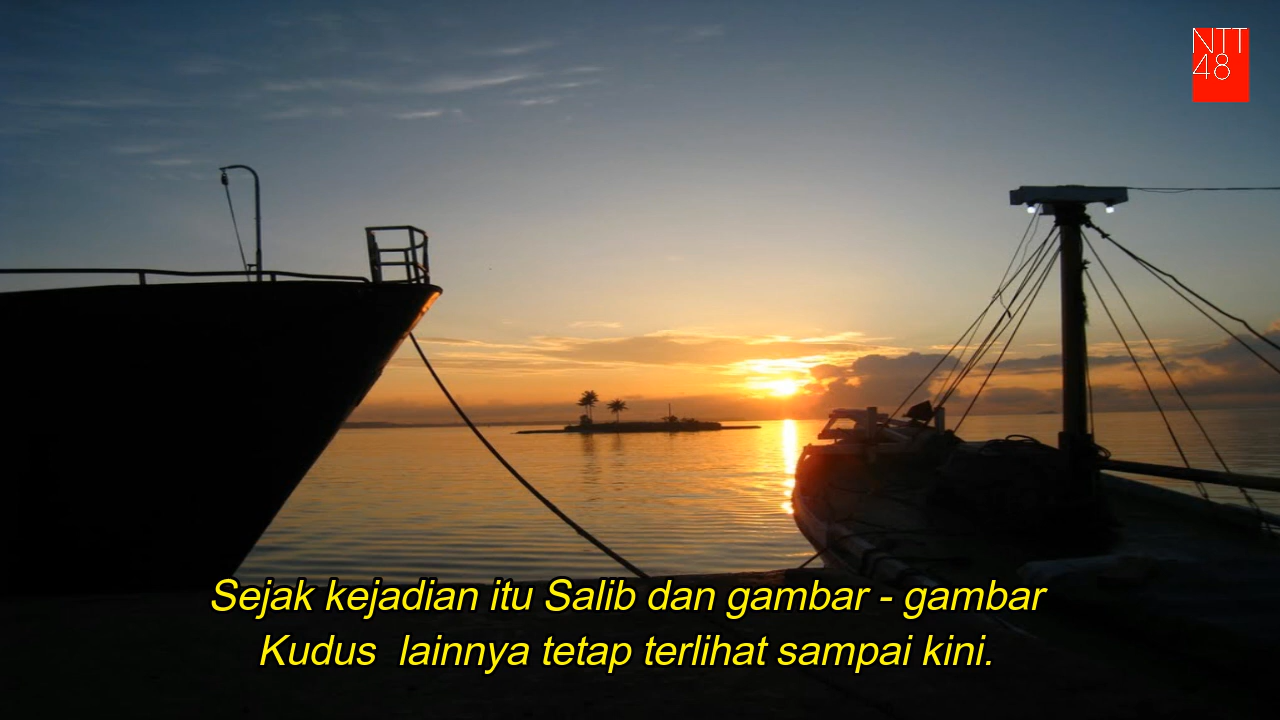 NTT
48
Sejak kejadian itu Salib dan gambar - gambar
Kudus  lainnya tetap terlihat sampai kini.